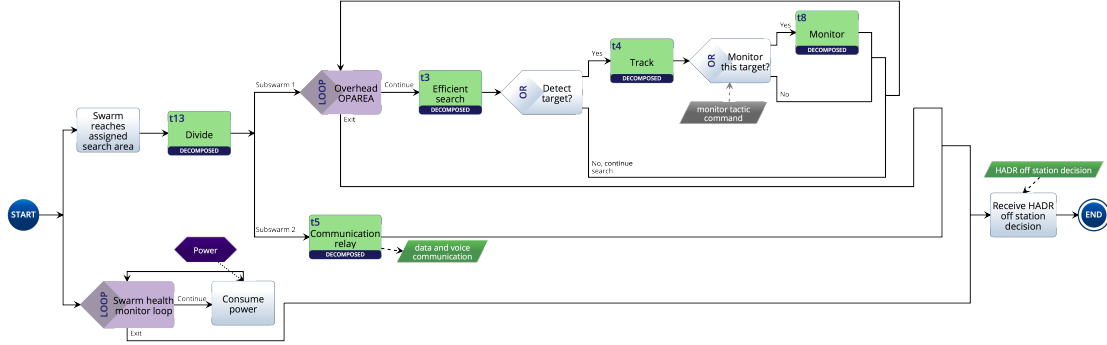 t8
Yes
Monitor
DECOMPOSED
t4
Yes
Track
DECOMPOSED
OR
Monitor
this target?
No
t3
Subswarm 1
LOOP
Overhead
OPAREA
Continue
Efficient
search
DECOMPOSED
OR
Detect
target?
monitor tactic
command
Exit
Swarm
reaches
assigned
search area
t13
Divide
DECOMPOSED
No, continue
search
HADR off station decision
START
Receive HADR
off station
decision
END
t5
Subswarm 2
Communication
relay
DECOMPOSED
data and voice
communication
Power
LOOP
Swarm health
monitor loop
Continue
Consume
power
Exit